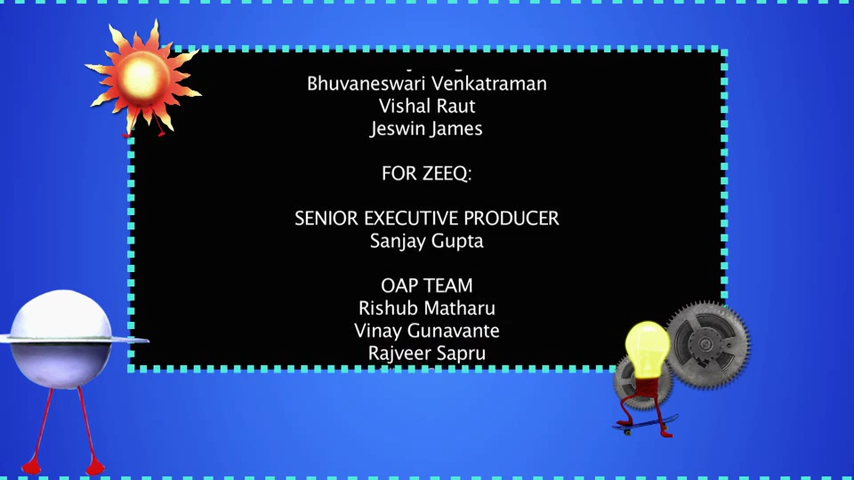 Bhuvaneswari Venkatraman
Vishal Raut
Jeswin James
FOR ZEEQ:
SENIOR EXECUTIVE PRODUCER
Sanjay Gupta
OAP TEAM
Rishub Matharu
Vinay Gunavante
Rajveer Sapru